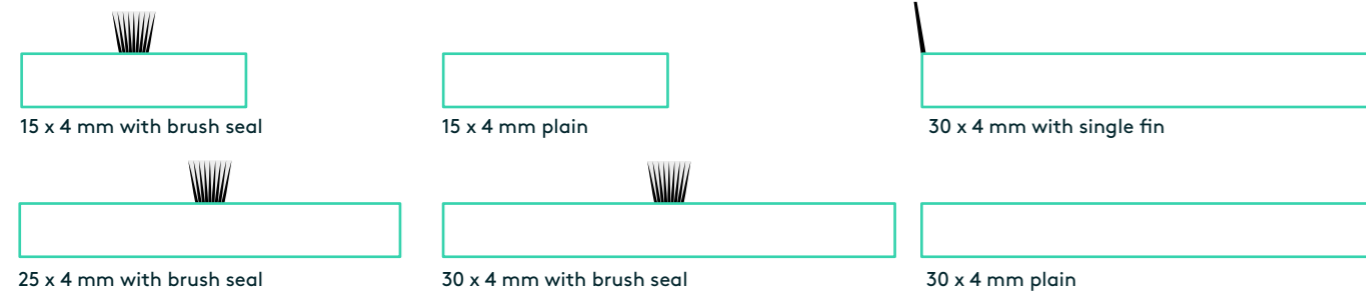 15 x 4 mm with brush seal
15 x 4 mm plain
30 x 4 mm with single fin
25 x 4 mm with brush seal
30 x 4 mm with brush seal
30 x 4 mm plain